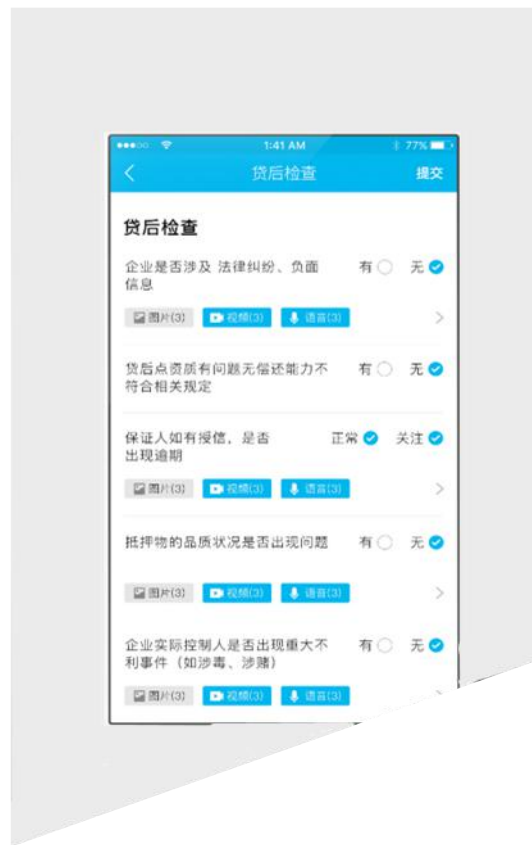 1:41 AM 77%
贷后检查 提交
贷后检查
企业是否涉及 法律纠纷、负面 有 无
信息
图片(3) 视频(3) 语音(3)
贷后点资质有问题无偿还能力不 有 无
符合相关规定
保证人如有授信，是否 正常 关注
出现逾期
图片(3) 视频(3) 语音(3)
抵押物的品质状况是否出现问题 有 无
图片(3) 视频(3) 语音(3)
企业实际控制人是否出现重大不 有 无
利事件（如涉毒、涉赌）
图片(3) 视频(3) 语音(3)